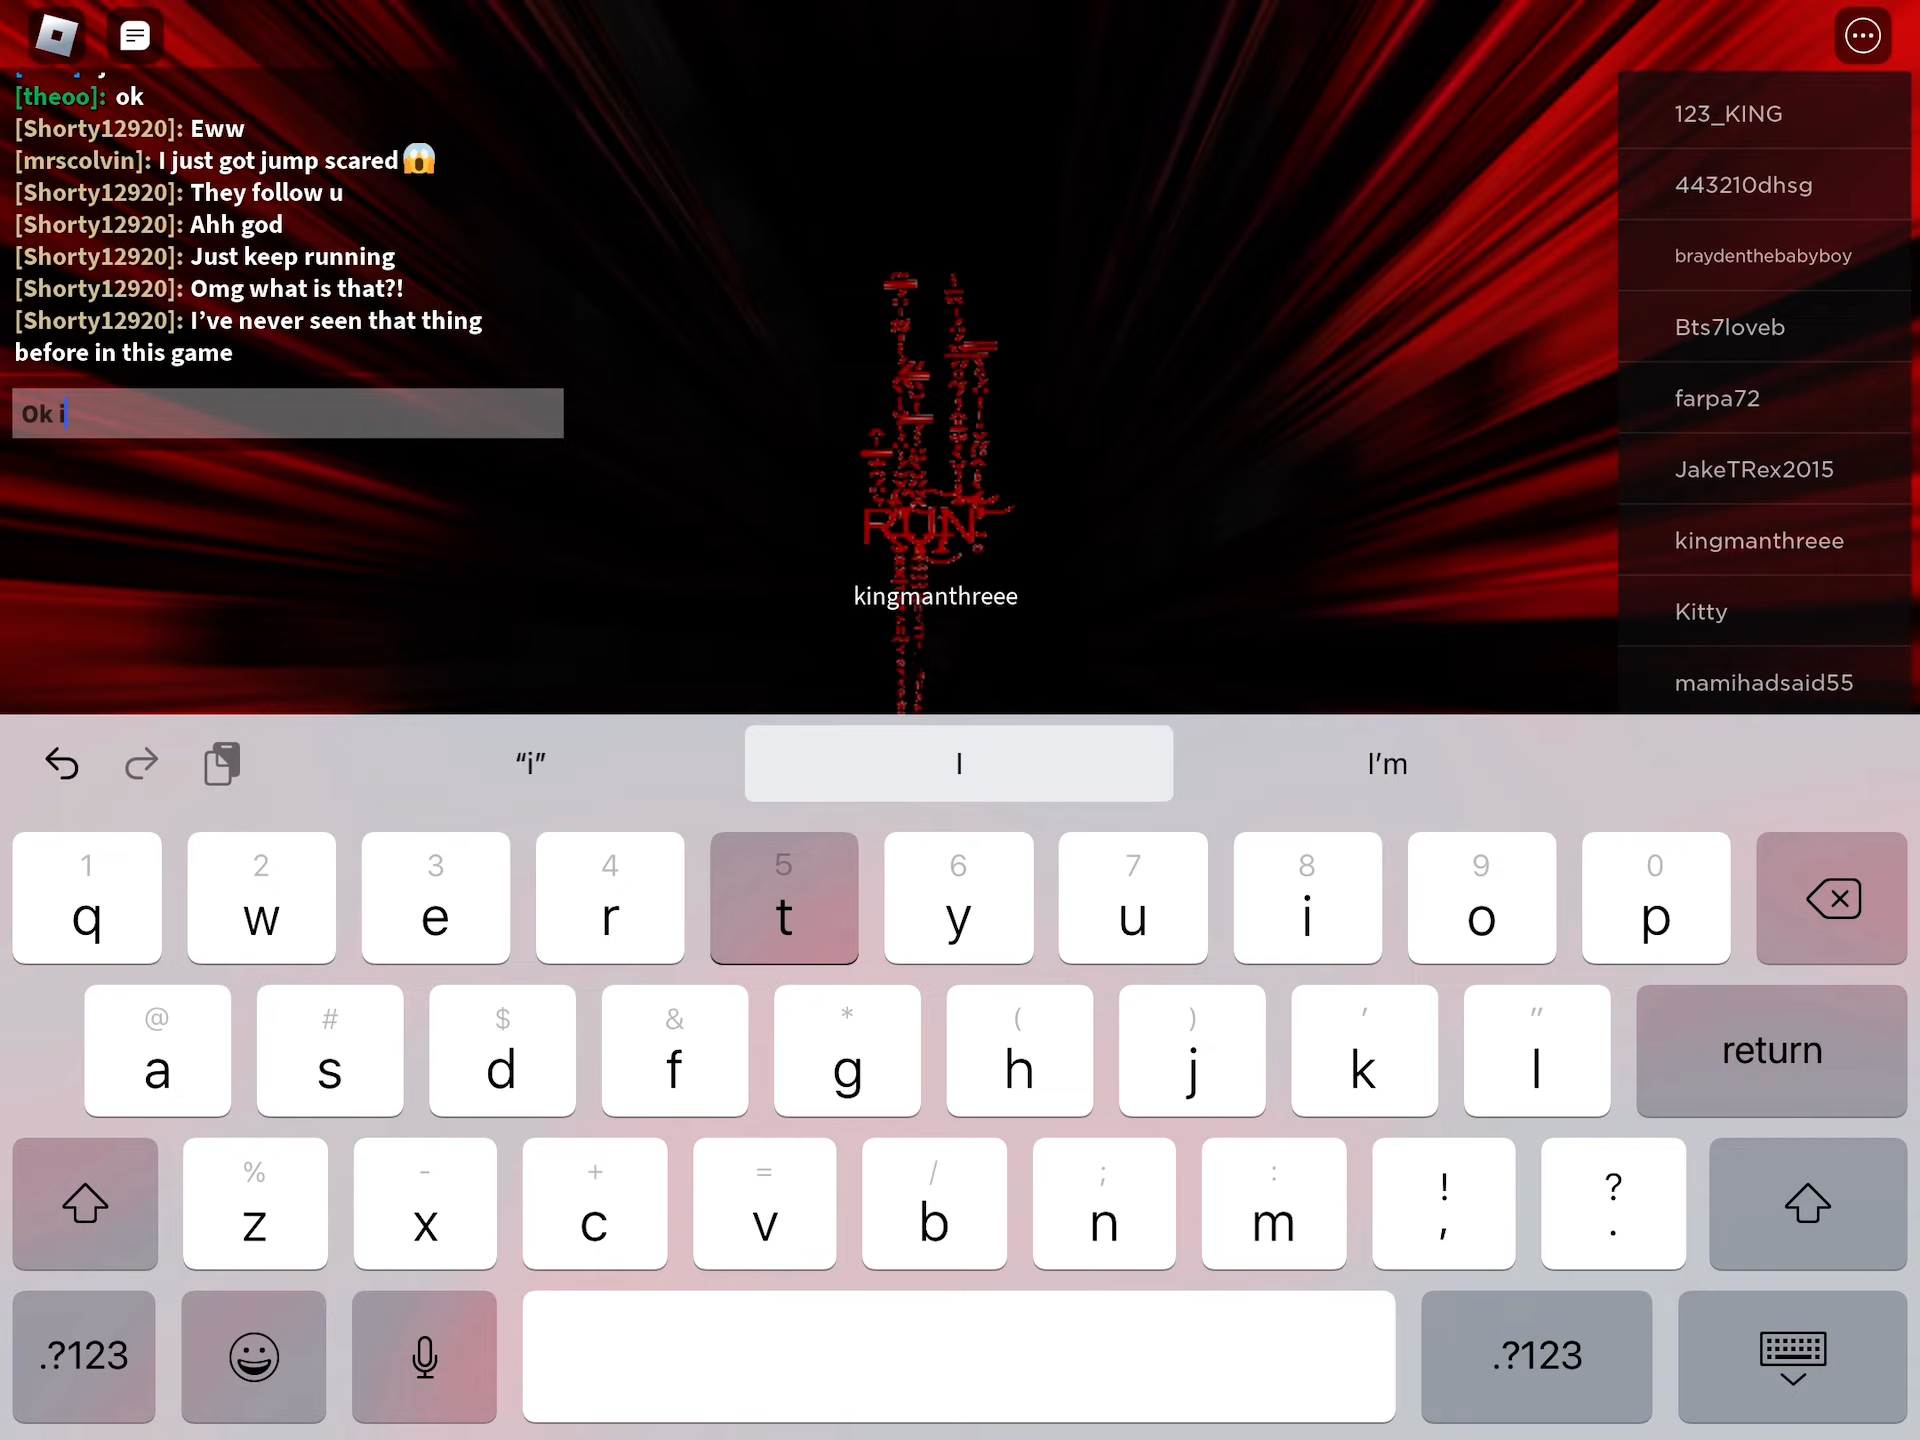 [theoo]: ok
[Shorty12920]: Eww
[mrscolvin]: I just got jump scared😱
[Shorty12920]: They follow u
[Shorty12920]: Ahh god
[Shorty12920]: Just keep running
[Shorty12920]: Omg what is that?!
[Shorty12920]: I’ve never seen that thing
before in this game
Ok i
RUN
kingmanthreee
123_KING
443210dhsg
braydenthebabyboy
Bts7loveb
farpa72
JakeTRex2015
kingmanthreee
Kitty
mamihadsaid55
“i” I I’m
1 2 3 4 5 6 7 8 9 0
q w e r t y u i o p
@ # $ & * ( ) ' "
a s d f g h j k l return
% - + = / ; : ! ?
z x c v b n m , .
.?123 .?123